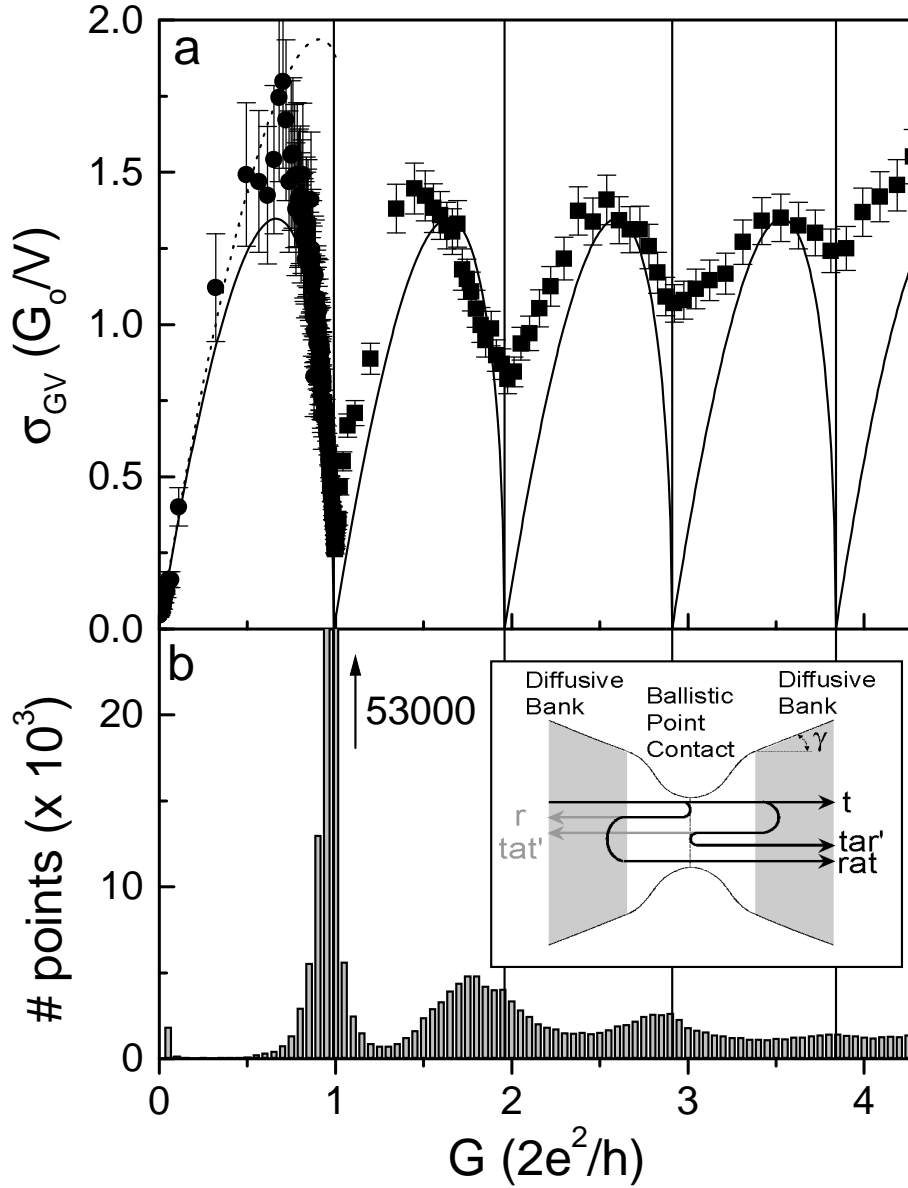 a
2.0
1.5
1.0
0.5
0.0
σGV (Go/V)
b
53000
20
10
0
# points (x 10³)
Diffusive Bank
Ballistic Point Contact
Diffusive Bank
γ
r
t
tat'
tar'
rat
0 1 2 3 4
G (2e²/h)